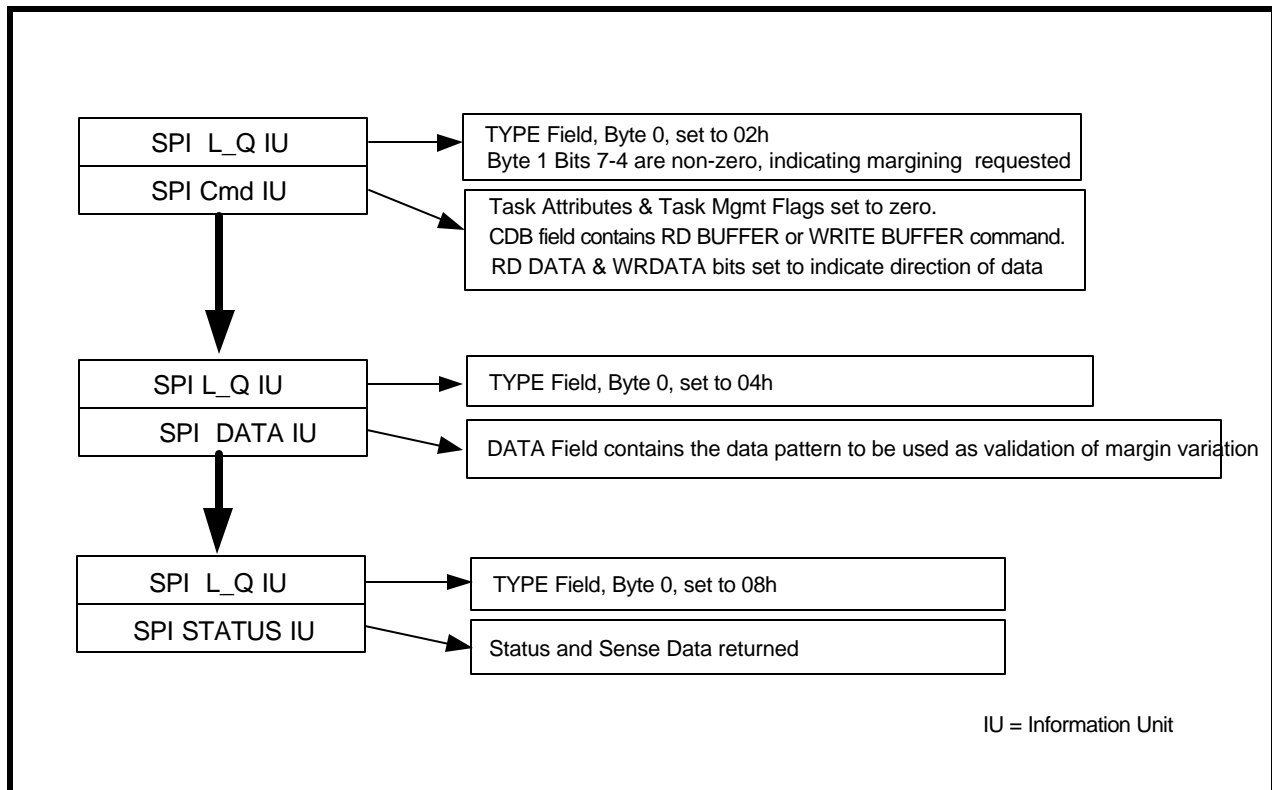 SPI L_Q IU
TYPE Field, Byte 0, set to 02h
Byte 1 Bits 7-4 are non-zero, indicating margining requested
SPI Cmd IU
Task Attributes & Task Mgmt Flags set to zero.
CDB field contains RD BUFFER or WRITE BUFFER command.
RD DATA & WRDATA bits set to indicate direction of data
SPI L_Q IU
TYPE Field, Byte 0, set to 04h
SPI DATA IU
DATA Field contains the data pattern to be used as validation of margin variation
SPI L_Q IU
TYPE Field, Byte 0, set to 08h
SPI STATUS IU
Status and Sense Data returned
IU = Information Unit